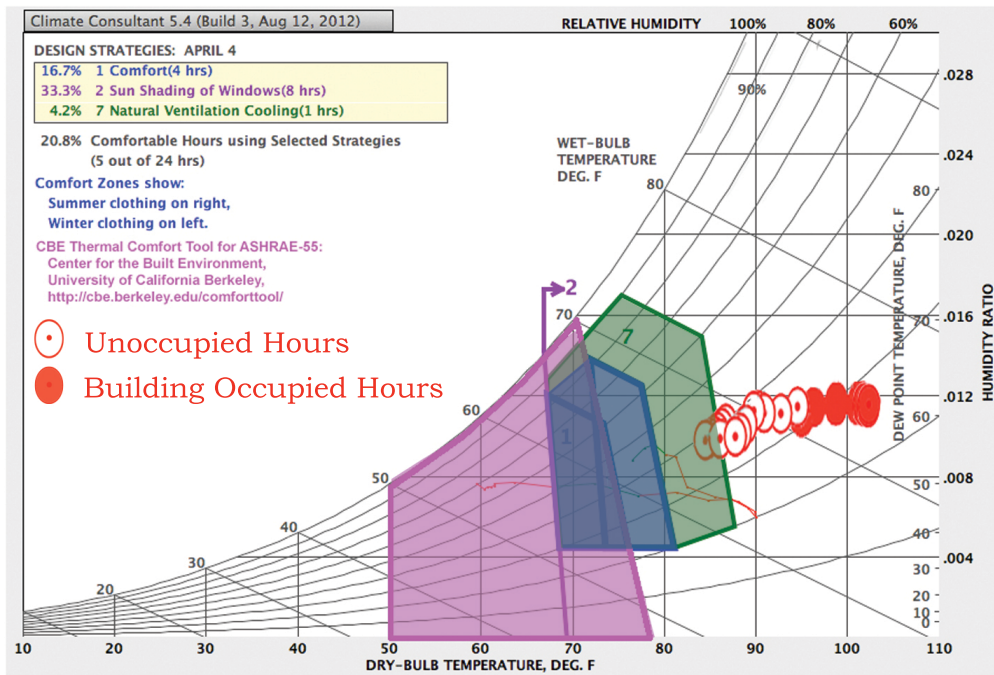 Climate Consultant 5.4 (Build 3, Aug 12, 2012)
RELATIVE HUMIDITY 100% 80% 60%
DESIGN STRATEGIES: APRIL 4
16.7% 1 Comfort(4 hrs)
33.3% 2 Sun Shading of Windows(8 hrs)
4.2% 7 Natural Ventilation Cooling(1 hrs)
20.8% Comfortable Hours using Selected Strategies
(5 out of 24 hrs)
Comfort Zones show:
Summer clothing on right,
Winter clothing on left.
CBE Thermal Comfort Tool for ASHRAE-55:
Center for the Built Environment,
University of California Berkeley,
http://cbe.berkeley.edu/comforttool/
Unoccupied Hours
Building Occupied Hours
90%
WET-BULB
TEMPERATURE
DEG. F
80
70
60
50
40
30
20
2
7
1
.028
.024
.020
.016
.012
.008
.004
HUMIDITY RATIO
DEW POINT TEMPERATURE, DEG. F
80
70
60
50
40
30
20
10
0
10 20 30 40 50 60 70 80 90 100 110
DRY-BULB TEMPERATURE, DEG. F